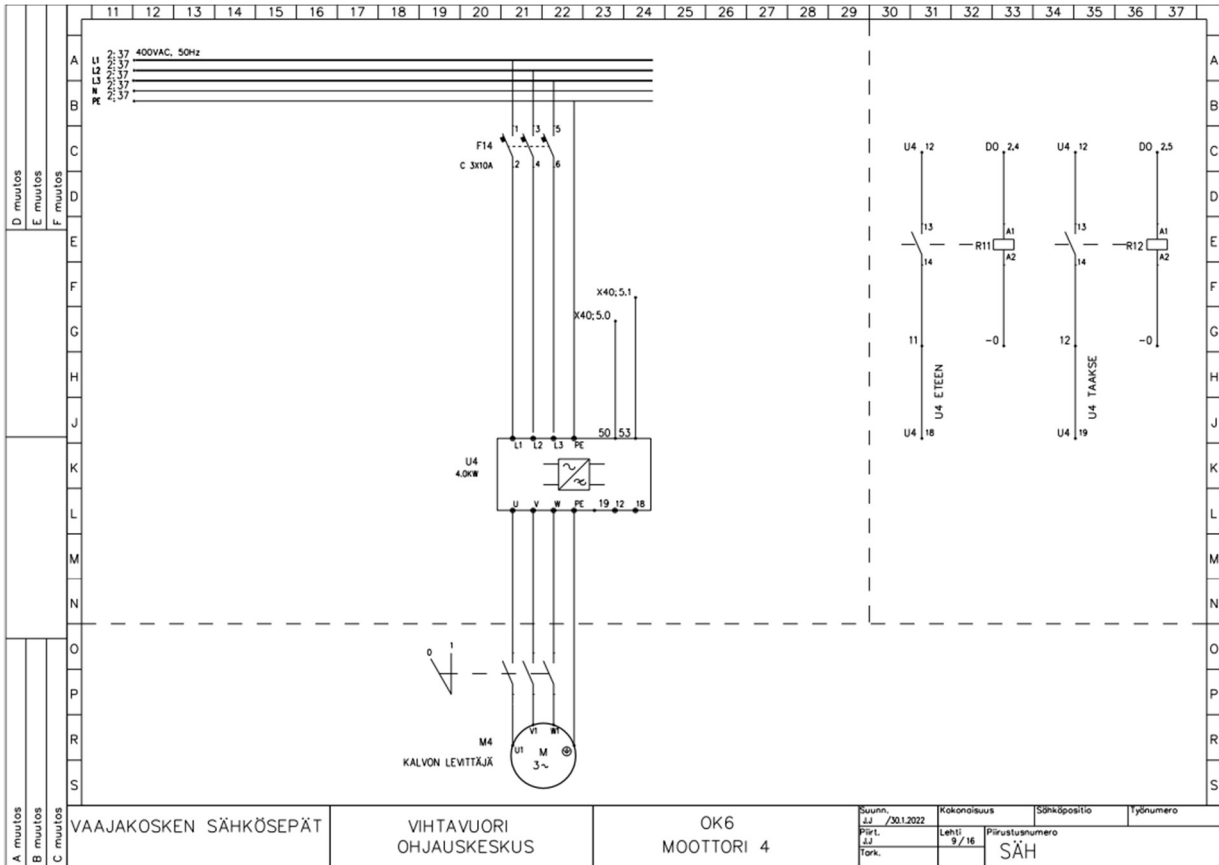 11 12 13 14 15 16 17 18 19 20 21 22 23 24 25 26 27 28 29 30 31 32 33 34 35 36 37
A A
L1 2;37 400VAC, 50Hz
L2 2;37
L3 2;37
N 2;37
PE 2;37
B B
1 3 5
F14
C C
C 3X10A
2 4 6
U4 12 DO 2.4 U4 12 DO 2.5
D D
D muutos
E muutos
F muutos
13 A1 13 A1
E R11 R12 E
14 A2 14 A2
F F
X40;5.1
X40;5.0
G G
11 -0 12 -0
H H
U4 ETEEN
U4 TAAKSE
J J
U4 18 U4 19
50 53
L1 L2 L3 PE
K K
U4
4.0KW
L L
U V W PE 19 12 18
M M
N N
O O
0 1
P P
R R
M4
KALVON LEVITTÄJÄ
U1 V1 W1
M
3~
S S
A muutos
B muutos
C muutos
VAAJAKOSKEN SÄHKÖSEPÄT
VIHTAVUORI
OHJAUSKESKUS
OK6
MOOTTORI 4
Suunn. Kokonaisuus Sähköpositio Työnumero
JJ /30.1.2022
Piirt. Lehti Piirustusnumero
JJ 9 / 16 SÄH
Tark.